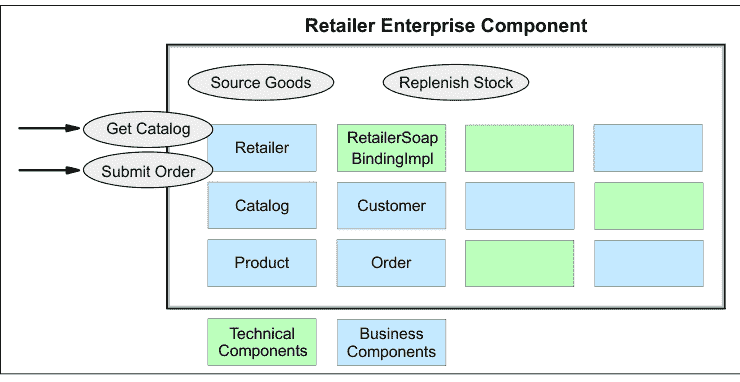 Retailer Enterprise Component
Source Goods
Replenish Stock
Get Catalog
Submit Order
Retailer
RetailerSoap
BindingImpl
Catalog
Customer
Product
Order
Technical
Components
Business
Components